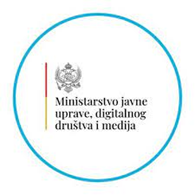 Ministarstvo javne
uprave, digitalnog
društva i medija